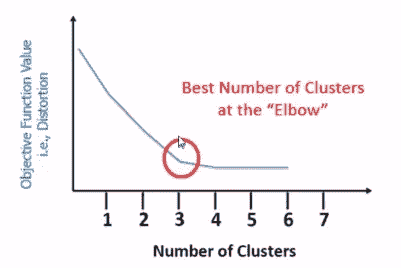 Objective Function Value
i.e., Distortion
Best Number of Clusters
at the “Elbow”
1 2 3 4 5 6 7
Number of Clusters